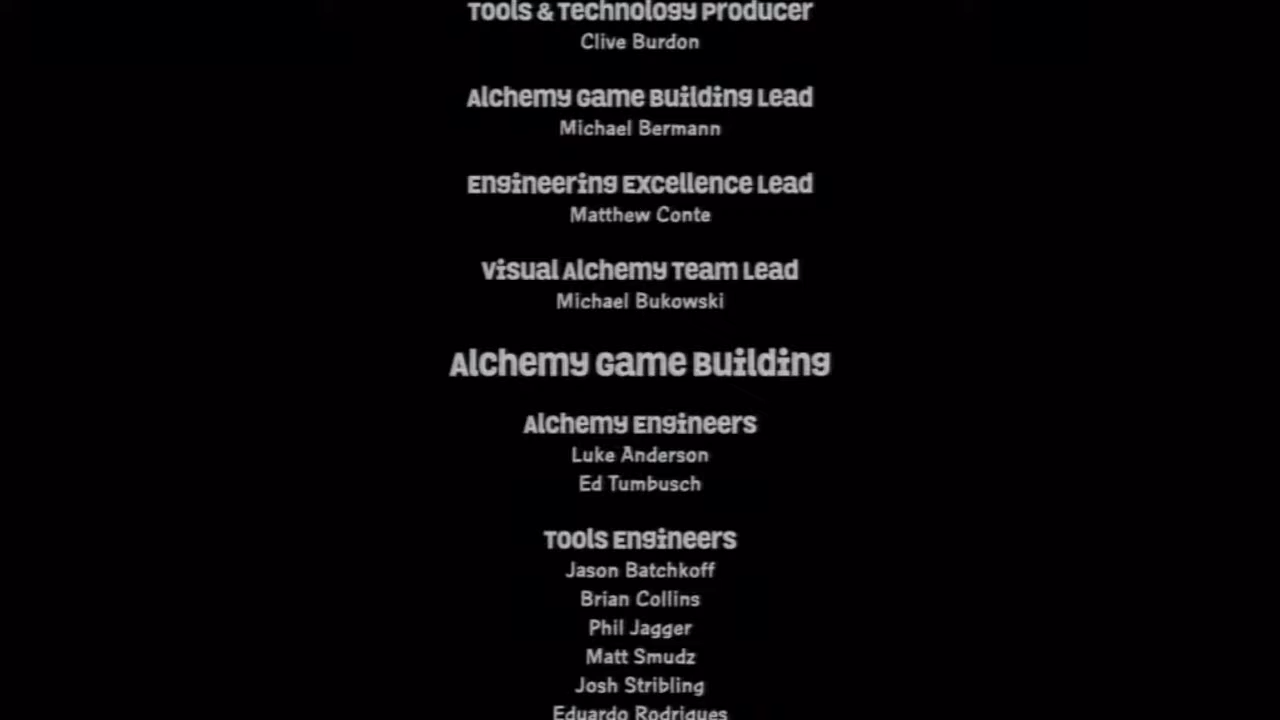 Tools & Technology Producer
Clive Burdon
Alchemy Game Building Lead
Michael Bermann
Engineering Excellence Lead
Matthew Conte
Visual Alchemy Team Lead
Michael Bukowski
Alchemy Game Building
Alchemy Engineers
Luke Anderson
Ed Tumbusch
Tools Engineers
Jason Batchkoff
Brian Collins
Phil Jagger
Matt Smudz
Josh Stribling
Eduardo Rodrigues